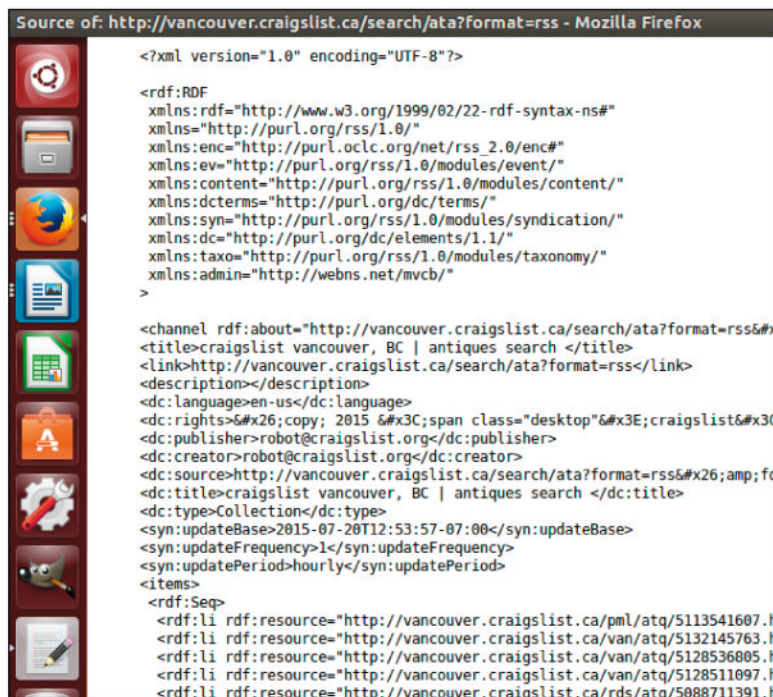 Source of: http://vancouver.craigslist.ca/search/ata?format=rss - Mozilla Firefox
<?xml version="1.0" encoding="UTF-8"?>
<rdf:RDF
xmlns:rdf="http://www.w3.org/1999/02/22-rdf-syntax-ns#"
xmlns="http://purl.org/rss/1.0/"
xmlns:enc="http://purl.oclc.org/net/rss_2.0/enc#"
xmlns:ev="http://purl.org/rss/1.0/modules/event/"
xmlns:content="http://purl.org/rss/1.0/modules/content/"
xmlns:dcterms="http://purl.org/dc/terms/"
xmlns:syn="http://purl.org/rss/1.0/modules/syndication/"
xmlns:dc="http://purl.org/dc/elements/1.1/"
xmlns:taxo="http://purl.org/rss/1.0/modules/taxonomy/"
xmlns:admin="http://webns.net/mvcb/"
>
<channel rdf:about="http://vancouver.craigslist.ca/search/ata?format=rss&#x
<title>craigslist vancouver, BC | antiques search </title>
<link>http://vancouver.craigslist.ca/search/ata?format=rss</link>
<description></description>
<dc:language>en-us</dc:language>
<dc:rights>&#x26;copy; 2015 &#x3C;span class="desktop"&#x3E;craigslist&#x3C
<dc:publisher>robot@craigslist.org</dc:publisher>
<dc:creator>robot@craigslist.org</dc:creator>
<dc:source>http://vancouver.craigslist.ca/search/ata?format=rss&#x26;amp;fo
<dc:title>craigslist vancouver, BC | antiques search </dc:title>
<dc:type>Collection</dc:type>
<syn:updateBase>2015-07-20T12:53:57-07:00</syn:updateBase>
<syn:updateFrequency>1</syn:updateFrequency>
<syn:updatePeriod>hourly</syn:updatePeriod>
<items>
<rdf:Seq>
<rdf:li rdf:resource="http://vancouver.craigslist.ca/pml/atq/5113541607.h
<rdf:li rdf:resource="http://vancouver.craigslist.ca/van/atq/5132145763.h
<rdf:li rdf:resource="http://vancouver.craigslist.ca/van/atq/5128536805.h
<rdf:li rdf:resource="http://vancouver.craigslist.ca/van/atq/5128511097.h
<rdf:li rdf:resource="http://vancouver.craigslist.ca/rds/atq/5088711391.h